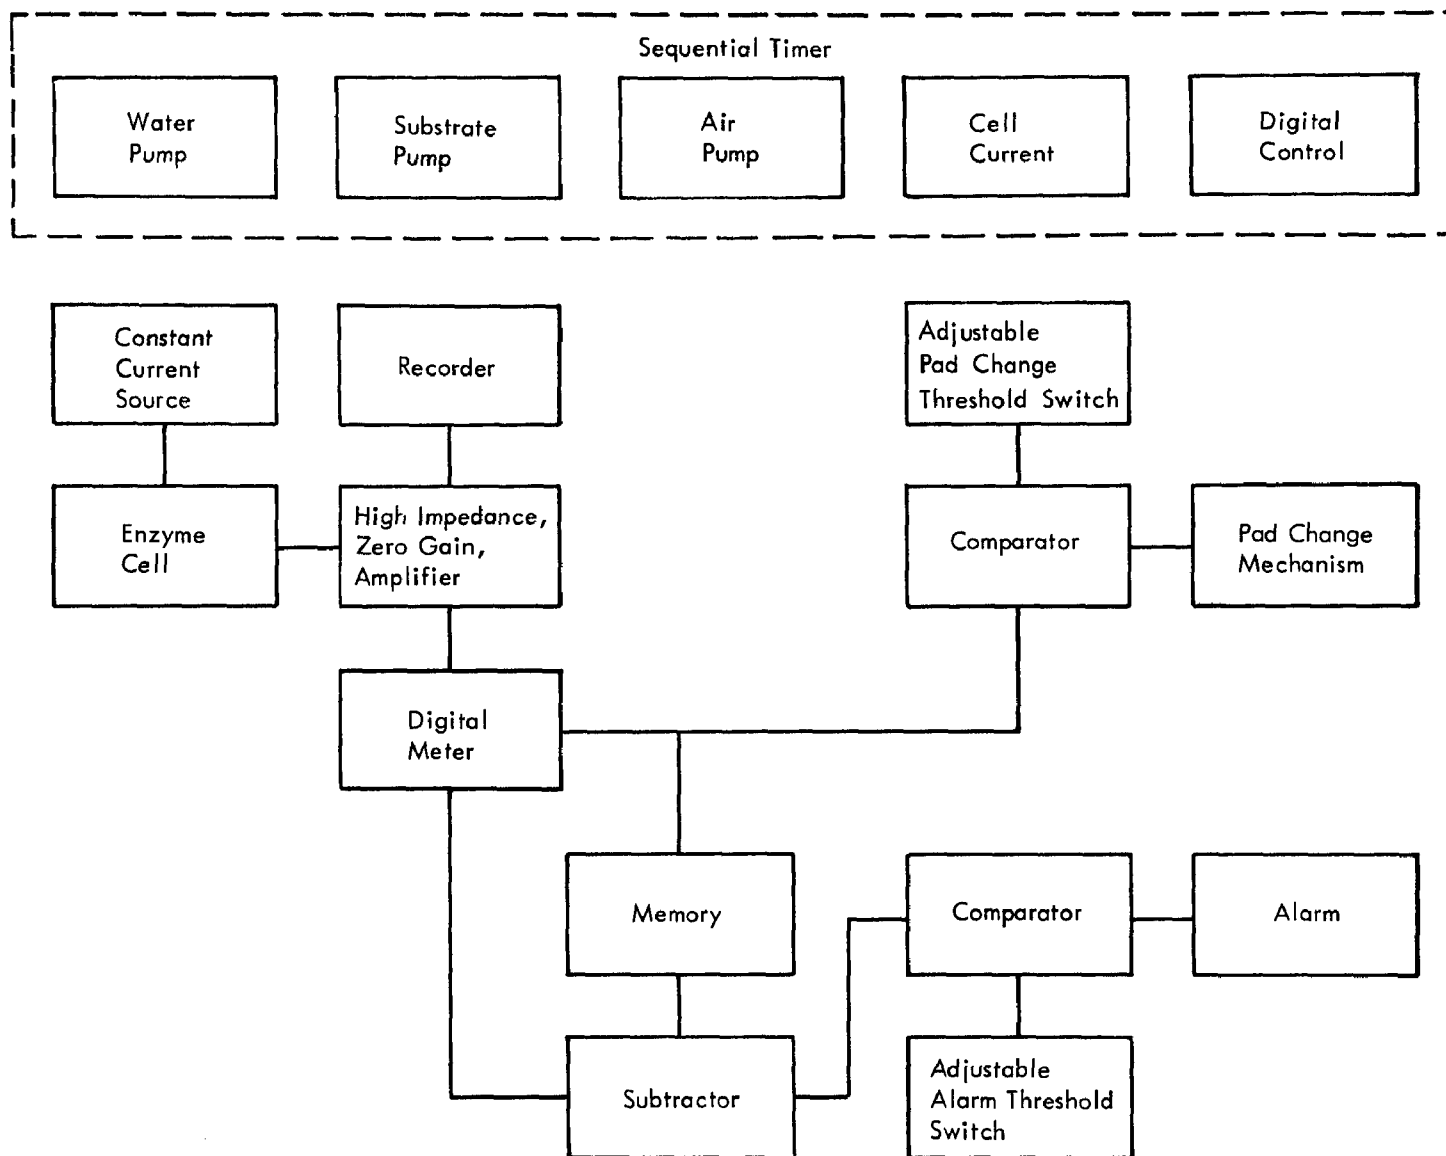 Sequential Timer
Water
Pump
Substrate
Pump
Air
Pump
Cell
Current
Digital
Control
Constant
Current
Source
Recorder
Adjustable
Pad Change
Threshold Switch
Enzyme
Cell
High Impedance,
Zero Gain,
Amplifier
Comparator
Pad Change
Mechanism
Digital
Meter
Memory
Comparator
Alarm
Subtractor
Adjustable
Alarm Threshold
Switch